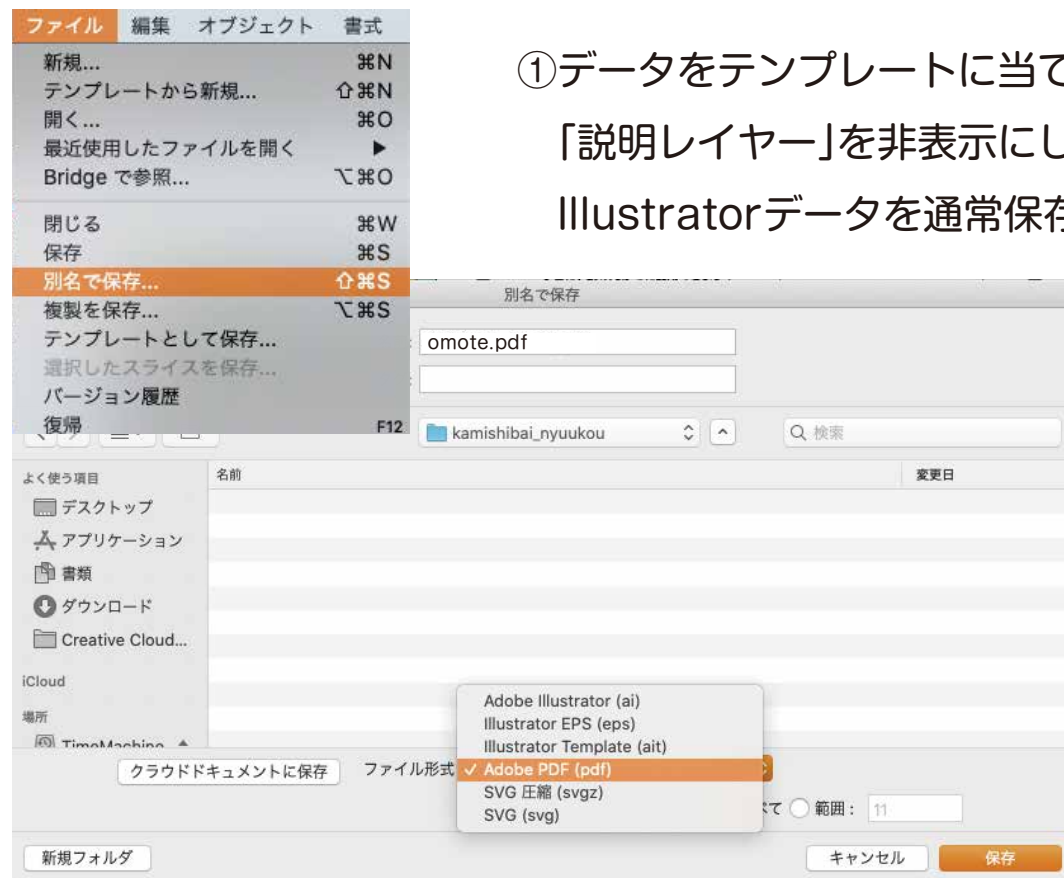 ファイル 編集 オブジェクト 書式
新規... ⌘N
テンプレートから新規... ⇧⌘N
開く... ⌘O
最近使用したファイルを開く ▶
Bridge で参照... ⌥⌘O
閉じる ⌘W
保存 ⌘S
別名で保存... ⇧⌘S
複製を保存... ⌥⌘S
テンプレートとして保存...
選択したスライスを保存...
バージョン履歴
復帰 F12
①データをテンプレートに当て
「説明レイヤー」を非表示にし
Illustratorデータを通常保存
別名で保存
omote.pdf
kamishibai_nyuukou
検索
よく使う項目
名前 変更日
デスクトップ
アプリケーション
書類
ダウンロード
Creative Cloud...
iCloud
場所
TimeMachine
Adobe Illustrator (ai)
Illustrator EPS (eps)
Illustrator Template (ait)
クラウドドキュメントに保存 ファイル形式 ✓ Adobe PDF (pdf)
SVG 圧縮 (svgz)
SVG (svg)
て 範囲： 11
新規フォルダ キャンセル 保存